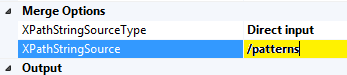 Merge Options
XPathStringSourceType Direct input
XPathStringSource /patterns
Output